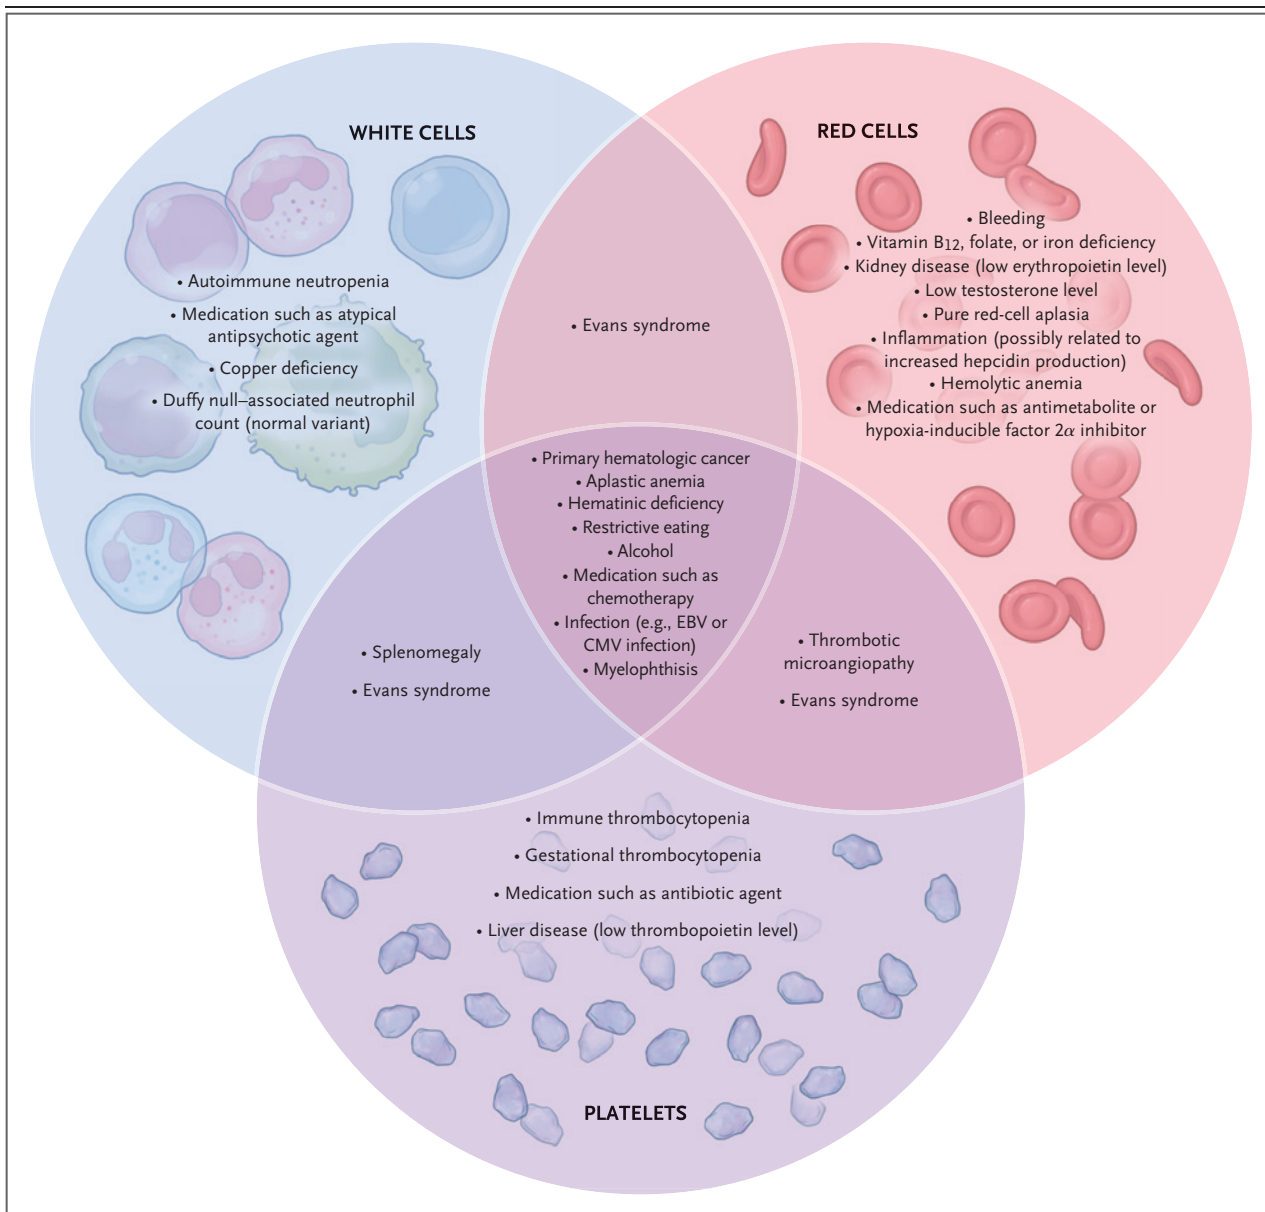 WHITE CELLS
• Autoimmune neutropenia
• Medication such as atypical
antipsychotic agent
• Copper deficiency
• Duffy null–associated neutrophil
count (normal variant)
RED CELLS
• Bleeding
• Vitamin B12, folate, or iron deficiency
• Kidney disease (low erythropoietin level)
• Low testosterone level
• Pure red-cell aplasia
• Inflammation (possibly related to
increased hepcidin production)
• Hemolytic anemia
• Medication such as antimetabolite or
hypoxia-inducible factor 2α inhibitor
• Evans syndrome
• Primary hematologic cancer
• Aplastic anemia
• Hematinic deficiency
• Restrictive eating
• Alcohol
• Medication such as
chemotherapy
• Infection (e.g., EBV or
CMV infection)
• Myelophthisis
• Splenomegaly
• Evans syndrome
• Thrombotic
microangiopathy
• Evans syndrome
• Immune thrombocytopenia
• Gestational thrombocytopenia
• Medication such as antibiotic agent
• Liver disease (low thrombopoietin level)
PLATELETS